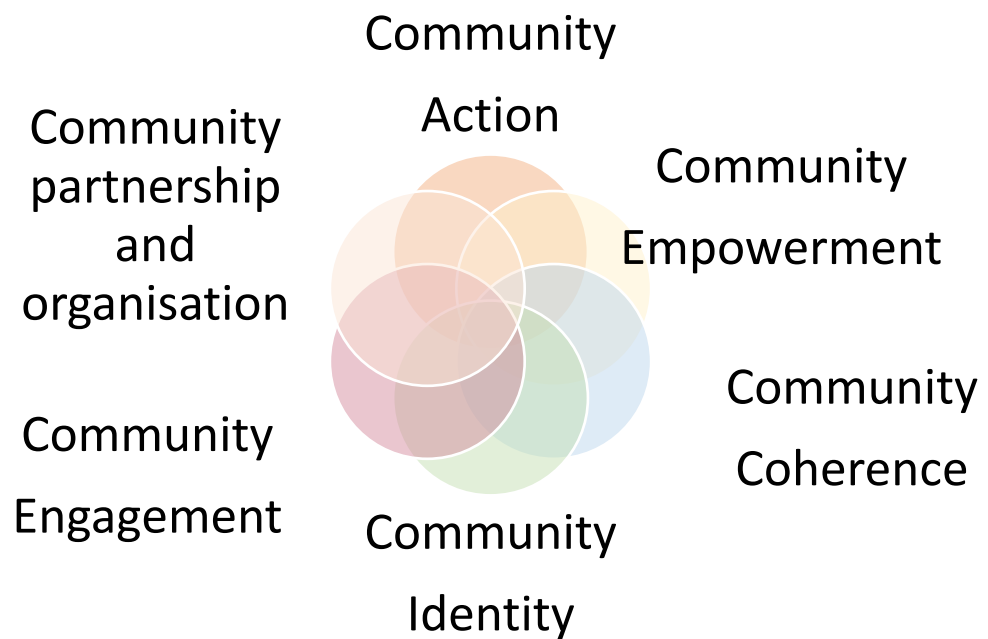 Community
Action
Community
Empowerment
Community
Coherence
Community
Identity
Community
Engagement
Community
partnership
and
organisation